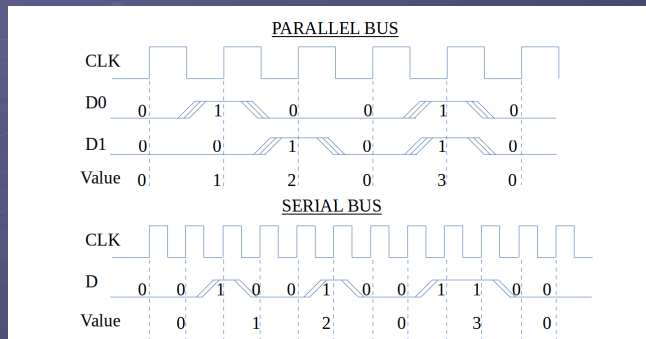 PARALLEL BUS
CLK
D0 0 1 0 0 1 0
D1 0 0 1 0 1 0
Value 0 1 2 0 3 0
SERIAL BUS
CLK
D 0 0 1 0 0 1 0 0 1 1 0 0
Value 0 1 2 0 3 0